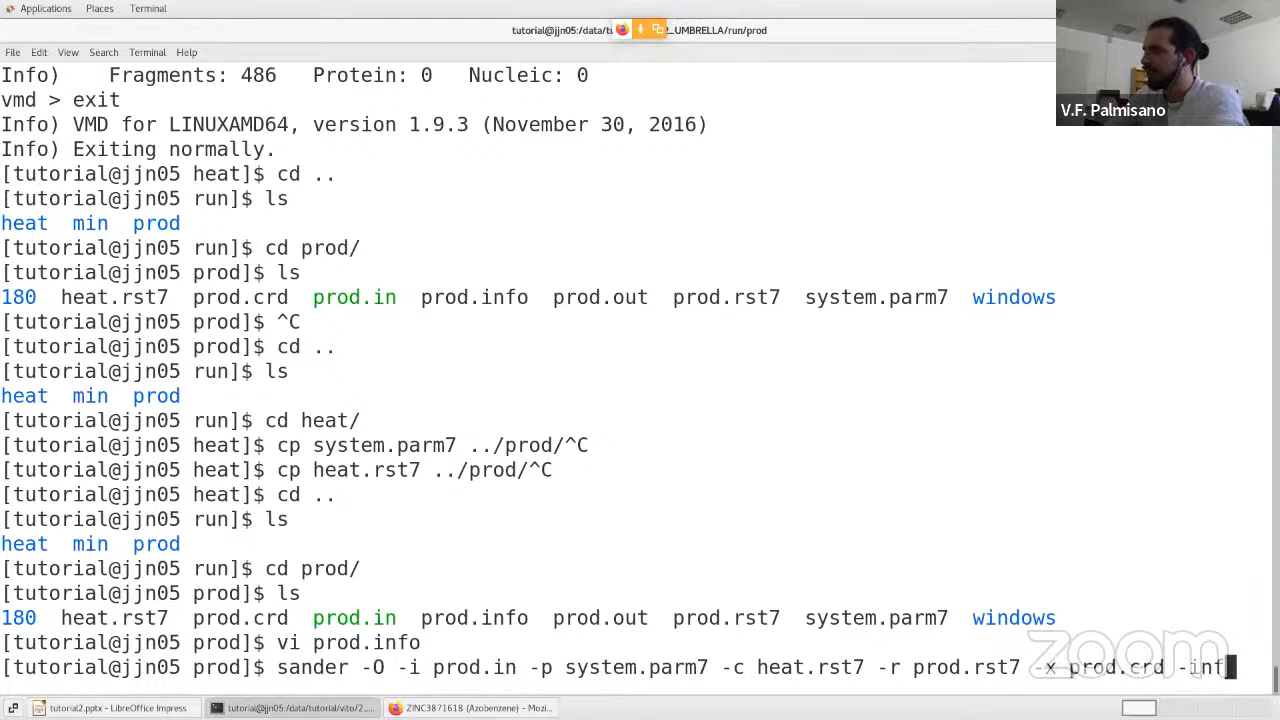 Applications Places Terminal
tutorial@jjn05:/data/tu 2_UMBRELLA/run/prod
File Edit View Search Terminal Help
Info) Fragments: 486 Protein: 0 Nucleic: 0
vmd > exit
Info) VMD for LINUXAMD64, version 1.9.3 (November 30, 2016)
Info) Exiting normally.
[tutorial@jjn05 heat]$ cd ..
[tutorial@jjn05 run]$ ls
heat min prod
[tutorial@jjn05 run]$ cd prod/
[tutorial@jjn05 prod]$ ls
180 heat.rst7 prod.crd prod.in prod.info prod.out prod.rst7 system.parm7 windows
[tutorial@jjn05 prod]$ ^C
[tutorial@jjn05 prod]$ cd ..
[tutorial@jjn05 run]$ ls
heat min prod
[tutorial@jjn05 run]$ cd heat/
[tutorial@jjn05 heat]$ cp system.parm7 ../prod/^C
[tutorial@jjn05 heat]$ cp heat.rst7 ../prod/^C
[tutorial@jjn05 heat]$ cd ..
[tutorial@jjn05 run]$ ls
heat min prod
[tutorial@jjn05 run]$ cd prod/
[tutorial@jjn05 prod]$ ls
180 heat.rst7 prod.crd prod.in prod.info prod.out prod.rst7 system.parm7 windows
[tutorial@jjn05 prod]$ vi prod.info
[tutorial@jjn05 prod]$ sander -O -i prod.in -p system.parm7 -c heat.rst7 -r prod.rst7 -x prod.crd -inf
V.F. Palmisano
zoom
tutorial2.pptx - LibreOffice Impress
tutorial@jjn05:/data/tutorial/vito/2...
ZINC3871618 (Azobenzene) - Mozi...